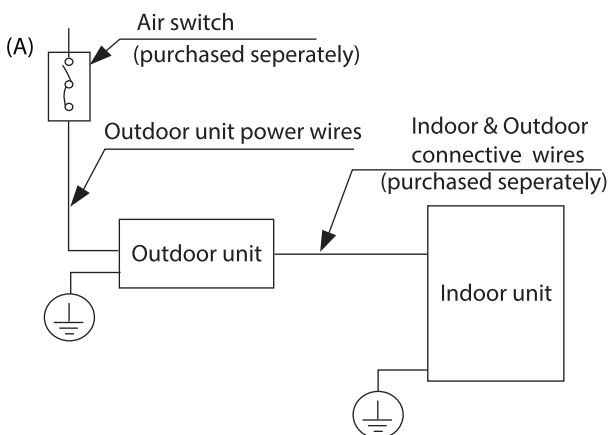 (A)
Air switch
(purchased seperately)
Outdoor unit power wires
Indoor & Outdoor
connective wires
(purchased seperately)
Outdoor unit
Indoor unit